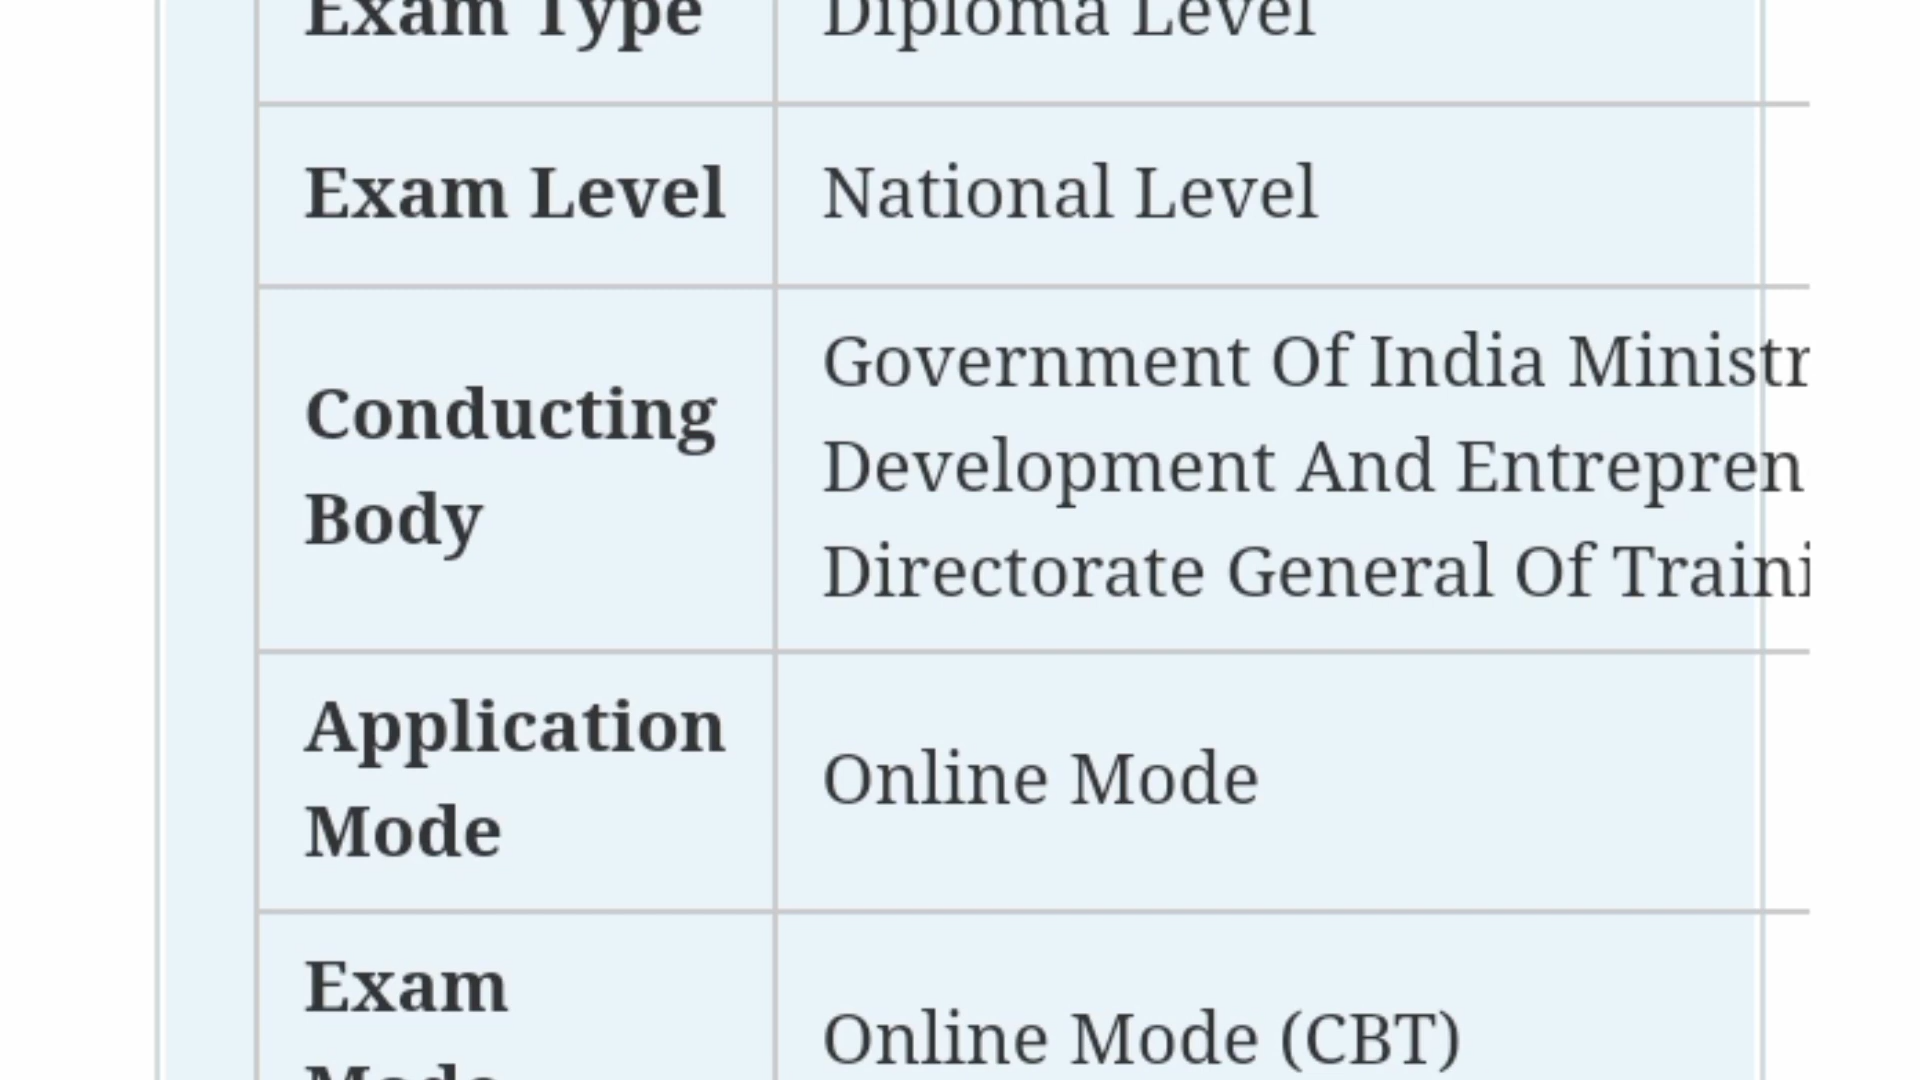 Exam Type Diploma Level
Exam Level National Level
Conducting Body
Government Of India Ministr
Development And Entrepren
Directorate General Of Traini
Application Mode
Online Mode
Exam
Mode
Online Mode (CBT)